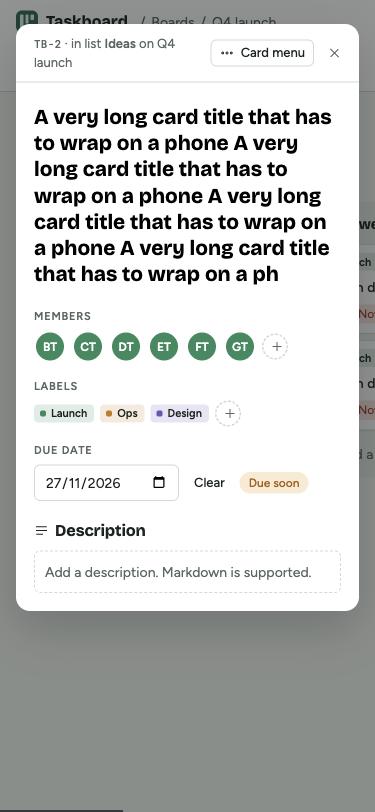 Taskboard / Boards / Q4 launch
TB-2 · in list Ideas on Q4
launch
Card menu
A very long card title that has
to wrap on a phone A very
long card title that has to
wrap on a phone A very long
card title that has to wrap on
a phone A very long card title
that has to wrap on a ph
MEMBERS
BT CT DT ET FT GT
LABELS
Launch Ops Design
DUE DATE
27/11/2026 Clear Due soon
Description
Add a description. Markdown is supported.